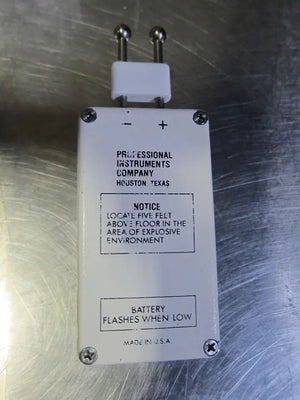 − +
PROFESSIONAL
INSTRUMENTS
COMPANY
HOUSTON, TEXAS
NOTICE
LOCATE FIVE FEET
ABOVE FLOOR IN THE
AREA OF EXPLOSIVE
ENVIRONMENT
BATTERY
FLASHES WHEN LOW
MADE IN U.S.A.